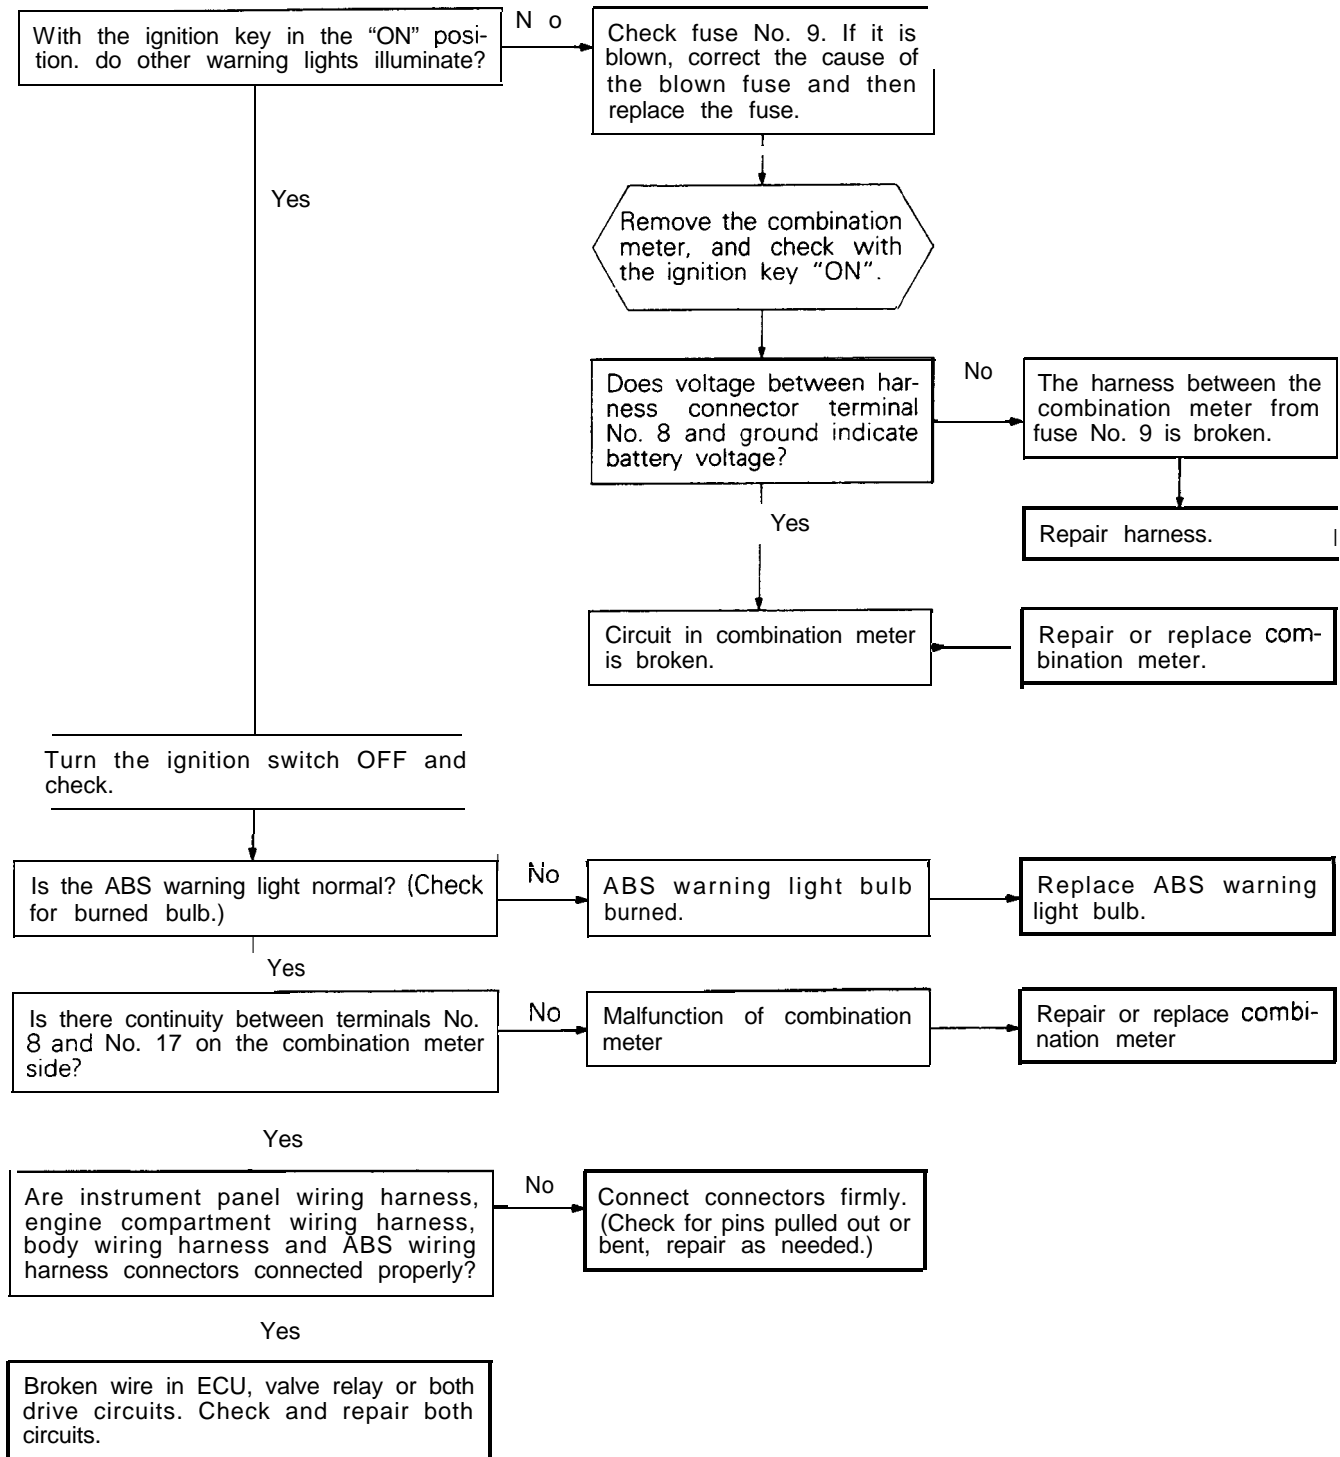 With the ignition key in the “ON” posi-
tion. do other warning lights illuminate?
N o
Check fuse No. 9. If it is
blown, correct the cause of
the blown fuse and then
replace the fuse.
Yes
Remove the combination
meter, and check with
the ignition key “ON”.
Does voltage between har-
ness connector terminal
No. 8 and ground indicate
battery voltage?
No
The harness between the
combination meter from
fuse No. 9 is broken.
Yes
Repair harness.
Circuit in combination meter
is broken.
Repair or replace com-
bination meter.
Turn the ignition switch OFF and
check.
Is the ABS warning light normal? (Check
for burned bulb.)
No
ABS warning light bulb
burned.
Replace ABS warning
light bulb.
Yes
Is there continuity between terminals No.
8 and No. 17 on the combination meter
side?
No
Malfunction of combination
meter
Repair or replace combi-
nation meter
Yes
Are instrument panel wiring harness,
engine compartment wiring harness,
body wiring harness and ABS wiring
harness connectors connected properly?
No
Connect connectors firmly.
(Check for pins pulled out or
bent, repair as needed.)
Yes
Broken wire in ECU, valve relay or both
drive circuits. Check and repair both
circuits.